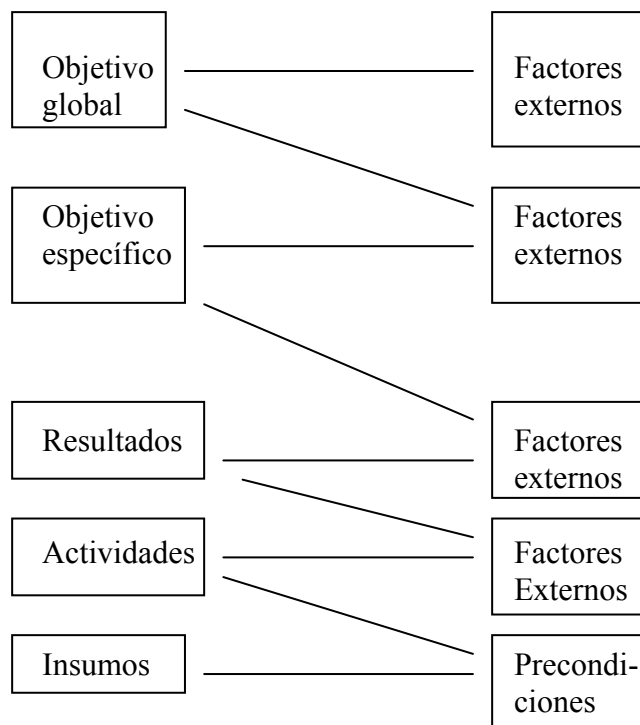 Objetivo
global
Factores
externos
Objetivo
específico
Factores
externos
Resultados
Factores
externos
Actividades
Factores
Externos
Insumos
Precondi-
ciones